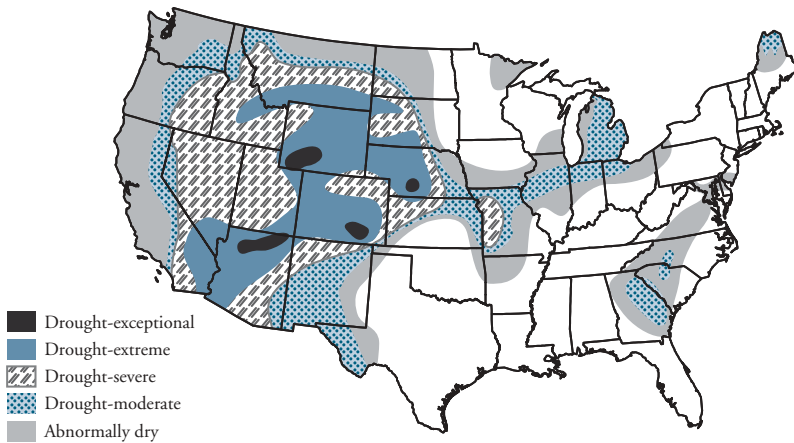 Drought-exceptional
Drought-extreme
Drought-severe
Drought-moderate
Abnormally dry